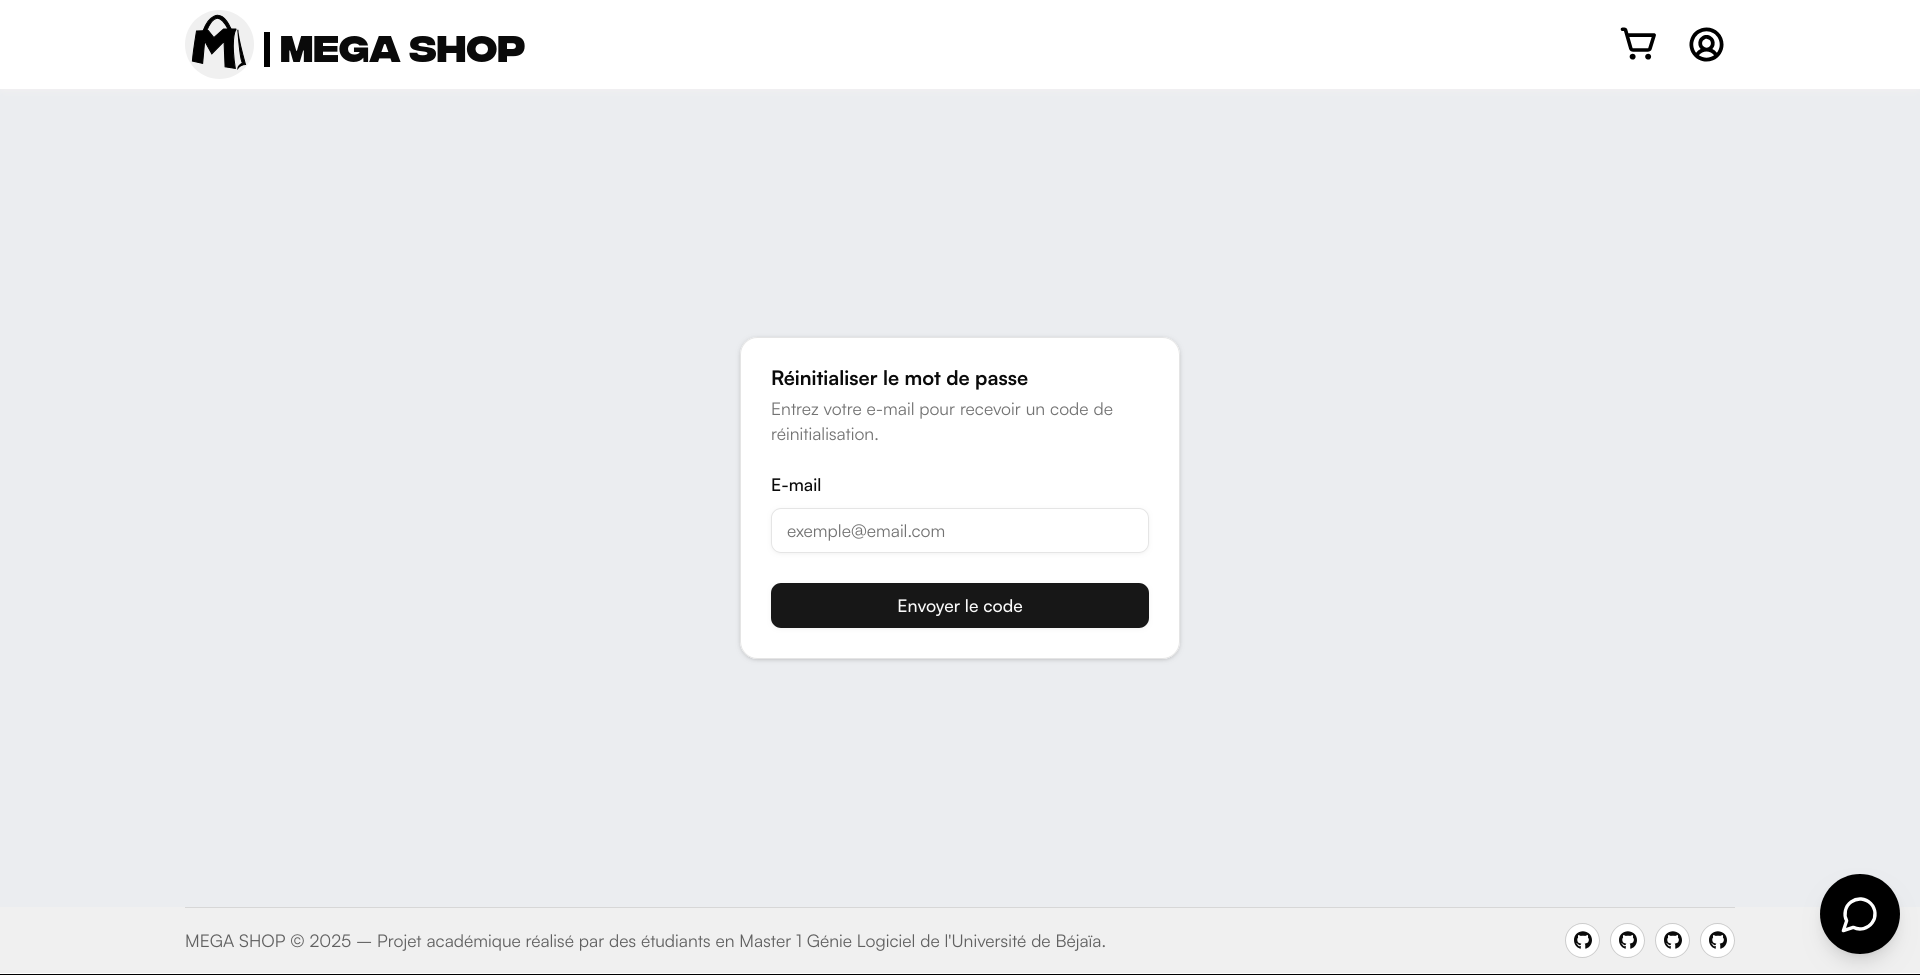 | MEGA SHOP
Réinitialiser le mot de passe
Entrez votre e-mail pour recevoir un code de
réinitialisation.
E-mail
exemple@email.com
Envoyer le code
MEGA SHOP © 2025 — Projet académique réalisé par des étudiants en Master 1 Génie Logiciel de l'Université de Béjaïa.